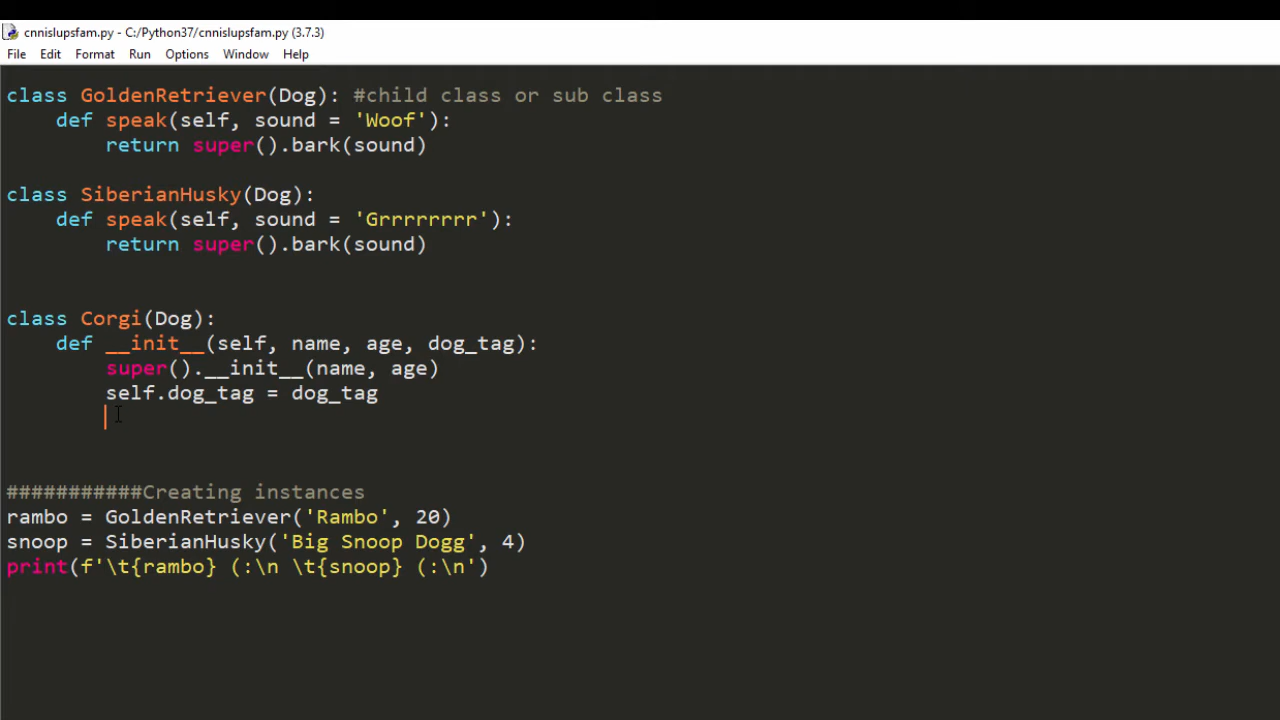 cnnislupsfam.py - C:/Python37/cnnislupsfam.py (3.7.3)
File Edit Format Run Options Window Help
class GoldenRetriever(Dog): #child class or sub class
    def speak(self, sound = 'Woof'):
        return super().bark(sound)
class SiberianHusky(Dog):
    def speak(self, sound = 'Grrrrrrrr'):
        return super().bark(sound)
class Corgi(Dog):
    def __init__(self, name, age, dog_tag):
        super().__init__(name, age)
        self.dog_tag = dog_tag
###########Creating instances
rambo = GoldenRetriever('Rambo', 20)
snoop = SiberianHusky('Big Snoop Dogg', 4)
print(f'\t{rambo} (:\n \t{snoop} (:\n')